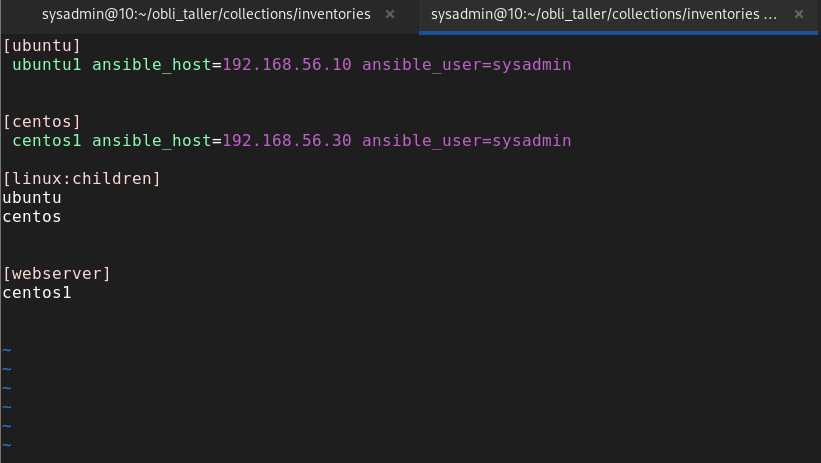 sysadmin@10:~/obli_taller/collections/inventories × sysadmin@10:~/obli_taller/collections/inventories ... ×
[ubuntu]
 ubuntu1 ansible_host=192.168.56.10 ansible_user=sysadmin
[centos]
 centos1 ansible_host=192.168.56.30 ansible_user=sysadmin
[linux:children]
ubuntu
centos
[webserver]
centos1
~
~
~
~
~
~